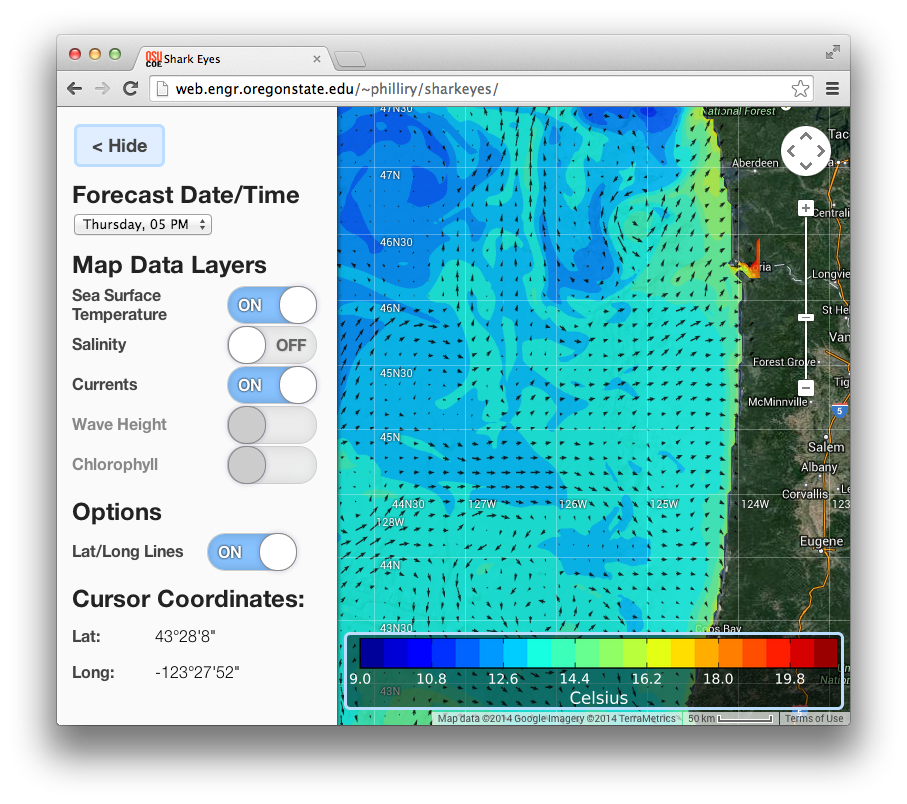 OSU
COE
Shark Eyes
web.engr.oregonstate.edu/~phillry/sharkeyes/
< Hide
Forecast Date/Time
Thursday, 05 PM
Map Data Layers
Sea Surface
Temperature
ON
Salinity
OFF
Currents
ON
Wave Height
Chlorophyll
Options
Lat/Long Lines
ON
Cursor Coordinates:
Lat:
43°28'8"
Long:
-123°27'52"
47N30
National Forest
Tac
Aberdeen
47N
Centrali
46N30
ria
Longvie
46N
St He
Van
Forest Grove
45N30
Tig
McMinnville
5
45N
Salem
Albany
44N30
127W
126W
125W
124W
Corvallis
Le
123
128W
Eugene
44N
43N30
Coos Bay
9.0
10.8
12.6
14.4
16.2
18.0
19.8
Celsius
43N
Map data ©2014 Google Imagery ©2014 TerraMetrics
50 km
Terms of Use